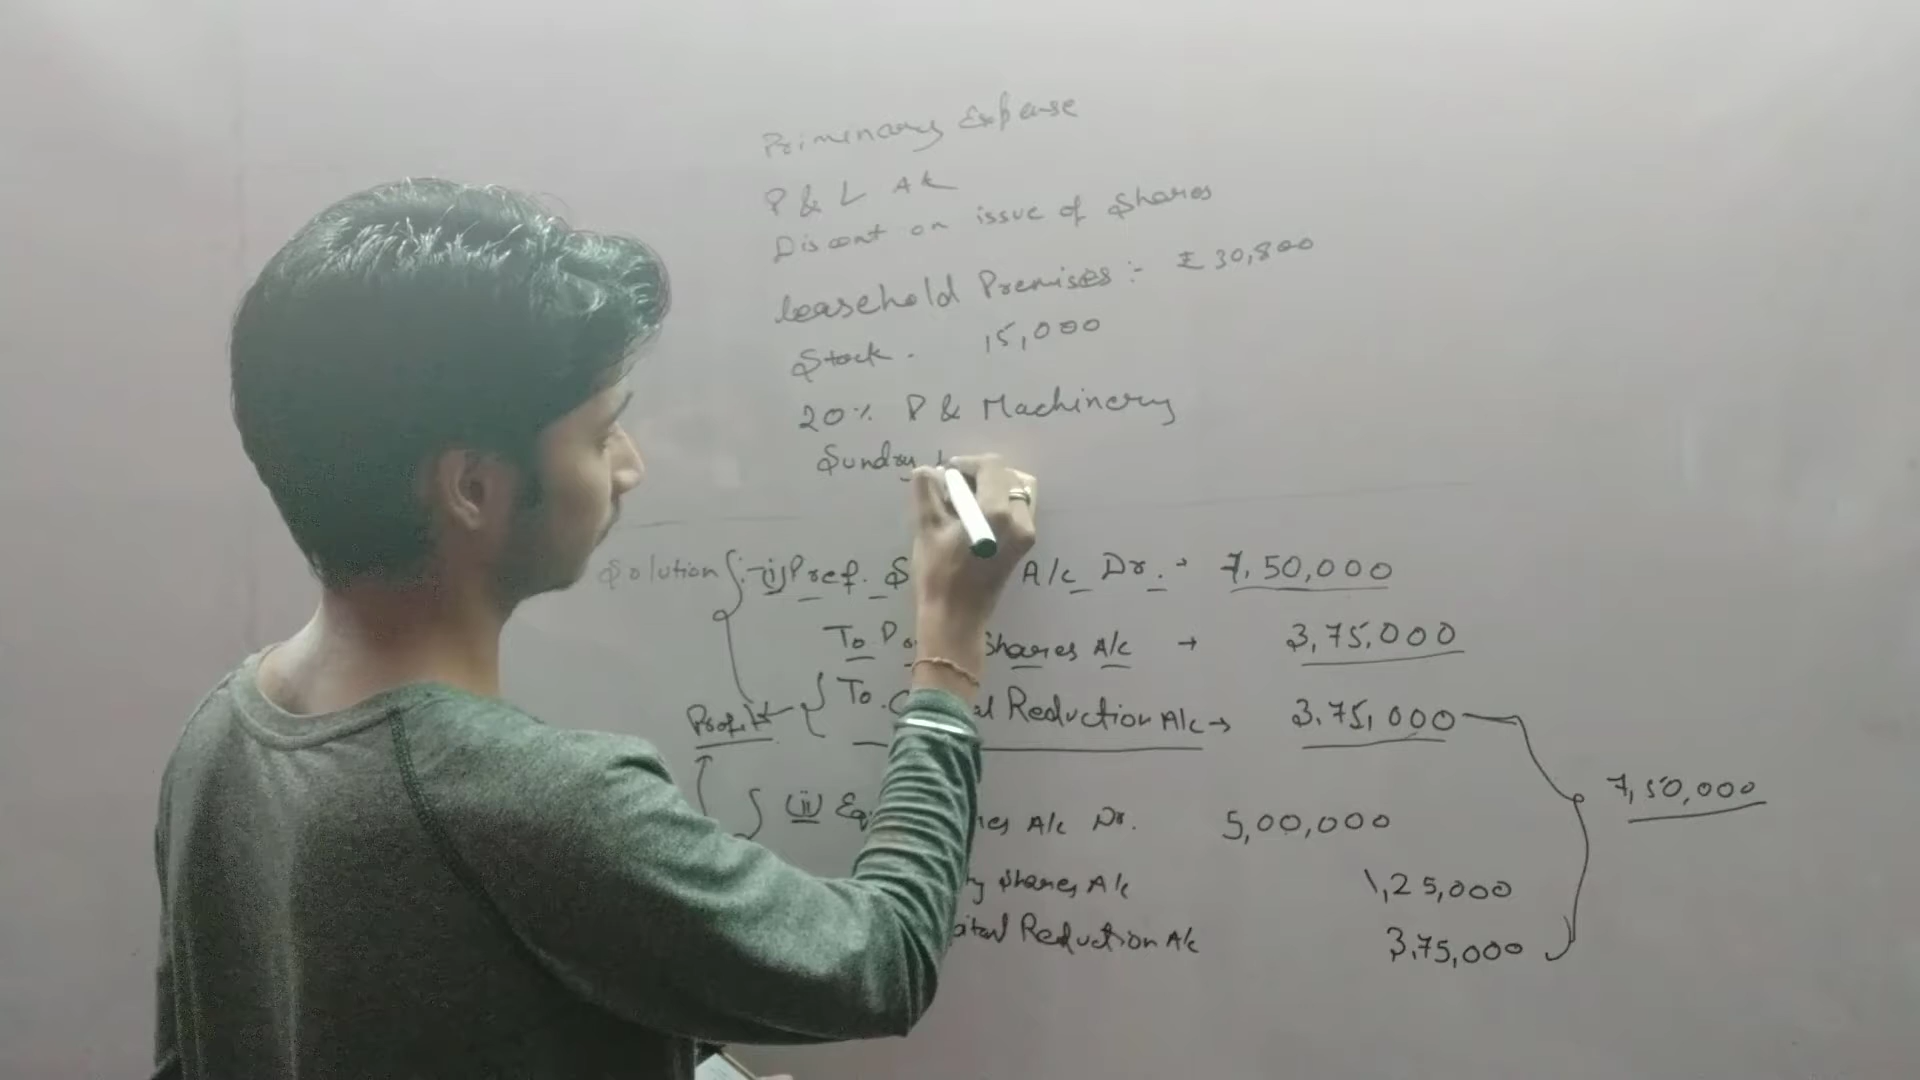 Priminary Expense
P & L A/c
Discont on issue of Shares
leasehold Premises :- ₹ 30,800
Stock. 15,000
20% P & Machinery
Sundry
Solution :- (i) Pref. S A/c Dr. → 7,50,000
To Shares A/c → 3,75,000
To Reduction A/c → 3,75,000
Profit
7,50,000
(ii) A/c Dr. 5,00,000
Shares A/c 1,25,000
Reduction A/c 3,75,000